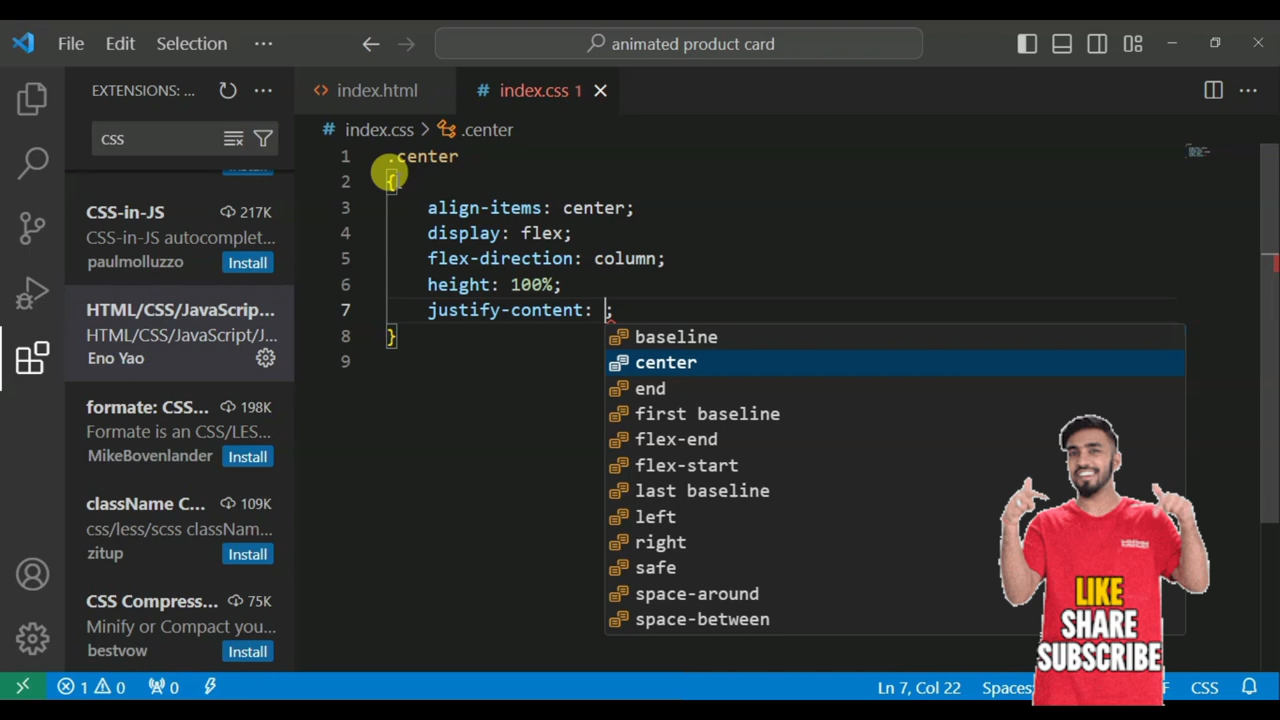 File Edit Selection ···
animated product card
EXTENSIONS: ...
css
CSS-in-JS 217K
CSS-in-JS autocomplet...
paulmolluzzo Install
HTML/CSS/JavaScrip...
HTML/CSS/JavaScript/J...
Eno Yao
formate: CSS... 198K
Formate is an CSS/LES...
MikeBovenlander Install
className C... 109K
css/less/scss classNam...
zitup Install
CSS Compress... 75K
Minify or Compact you...
bestvow Install
index.html # index.css 1
# index.css > .center
1 .center
2 {
3 align-items: center;
4 display: flex;
5 flex-direction: column;
6 height: 100%;
7 justify-content: ;
8 }
9
baseline
center
end
first baseline
flex-end
flex-start
last baseline
left
right
safe
space-around
space-between
LIKE
SHARE
SUBSCRIBE
1 0 0 Ln 7, Col 22 Spaces CSS